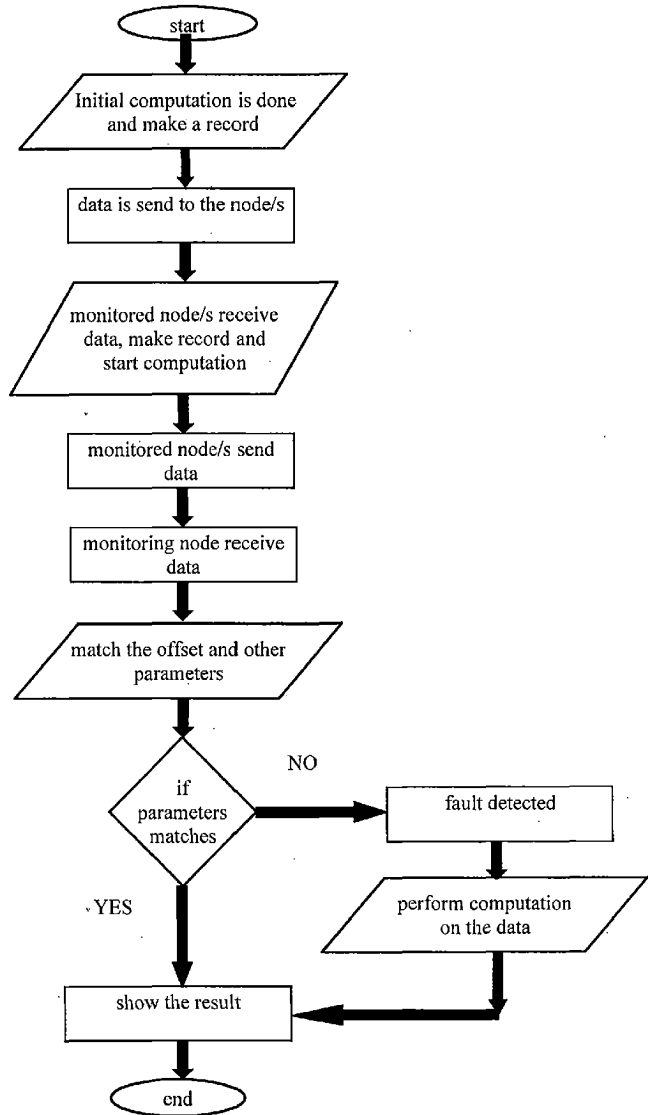 start
Initial computation is done
and make a record
data is send to the node/s
monitored node/s receive
data, make record and
start computation
monitored node/s send
data
monitoring node receive
data
match the offset and other
parameters
if
parameters
matches
NO
fault detected
perform computation
on the data
YES
show the result
end